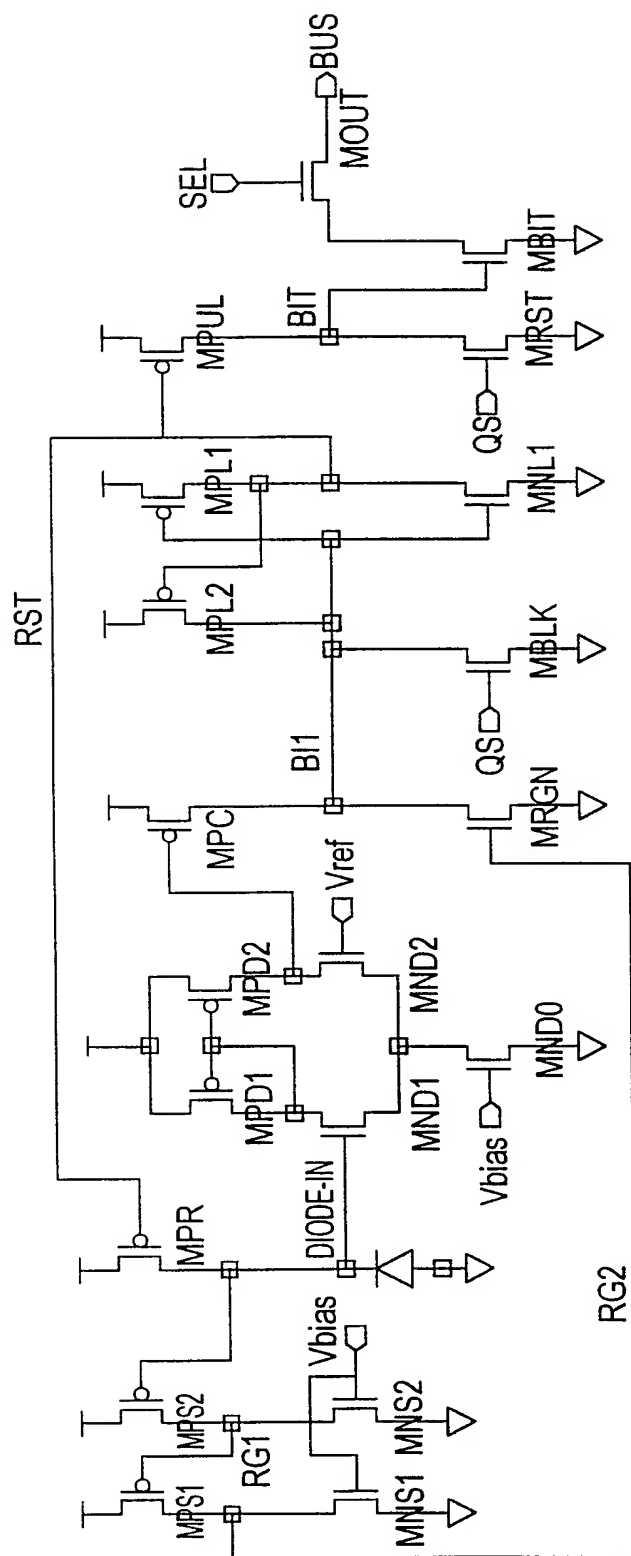 RST
MPS1
MPS2
MPR
MPD1
MPD2
MPC
MPL2
MPL1
MPUL
SEL
BUS
MOUT
RG1
Vbias
DIODE-IN
Vref
BI1
BIT
MND1
MND2
MNS1
MNS2
Vbias
MND0
MRGN
QS
MBLK
MNL1
QS
MRST
MBIT
RG2